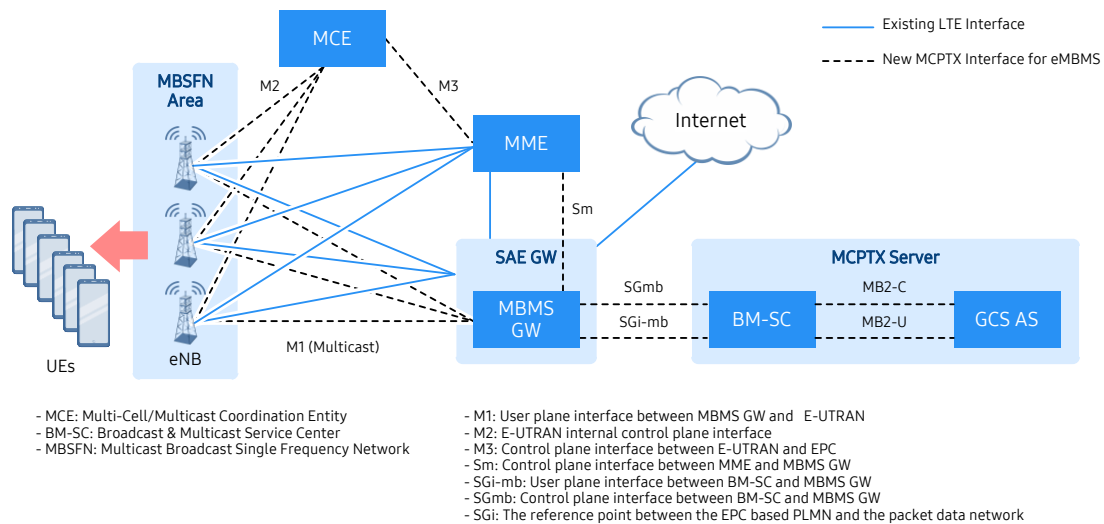 MCE
Existing LTE Interface
New MCPTX Interface for eMBMS
MBSFN
Area
M2
M3
Internet
MME
Sm
SAE GW
MCPTX Server
MBMS
GW
SGmb
SGi-mb
BM-SC
MB2-C
MB2-U
GCS AS
M1 (Multicast)
eNB
UEs
- MCE: Multi-Cell/Multicast Coordination Entity
- BM-SC: Broadcast & Multicast Service Center
- MBSFN: Multicast Broadcast Single Frequency Network
- M1: User plane interface between MBMS GW and E-UTRAN
- M2: E-UTRAN internal control plane interface
- M3: Control plane interface between E-UTRAN and EPC
- Sm: Control plane interface between MME and MBMS GW
- SGi-mb: User plane interface between BM-SC and MBMS GW
- SGmb: Control plane interface between BM-SC and MBMS GW
- SGi: The reference point between the EPC based PLMN and the packet data network